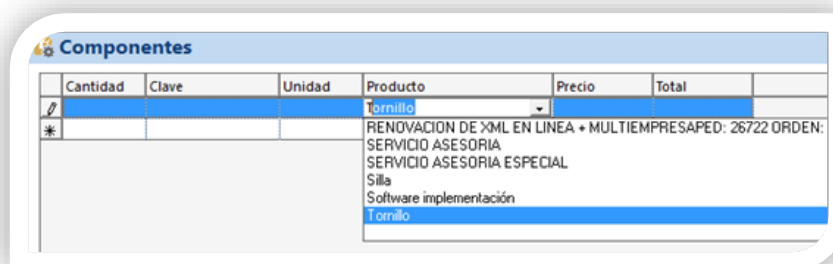 Componentes
Cantidad Clave Unidad Producto Precio Total
Tornillo
RENOVACION DE XML EN LINEA + MULTIEMPRESAPED: 26722 ORDEN:
SERVICIO ASESORIA
SERVICIO ASESORIA ESPECIAL
Silla
Software implementación
Tornillo